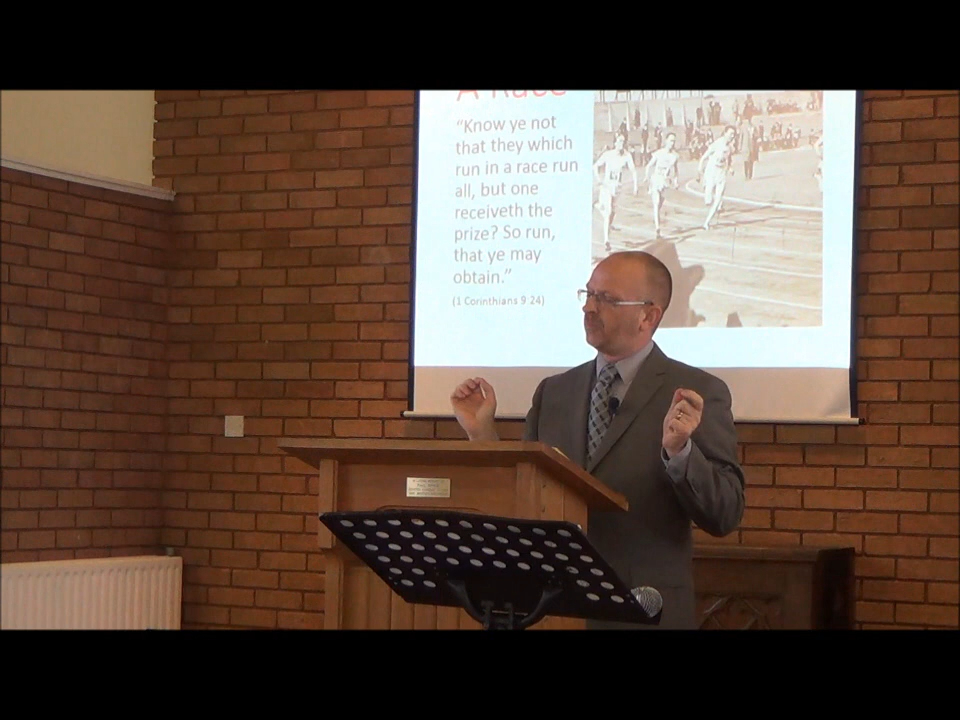 A Race
“Know ye not
that they which
run in a race run
all, but one
receiveth the
prize? So run,
that ye may
obtain.”
(1 Corinthians 9:24)